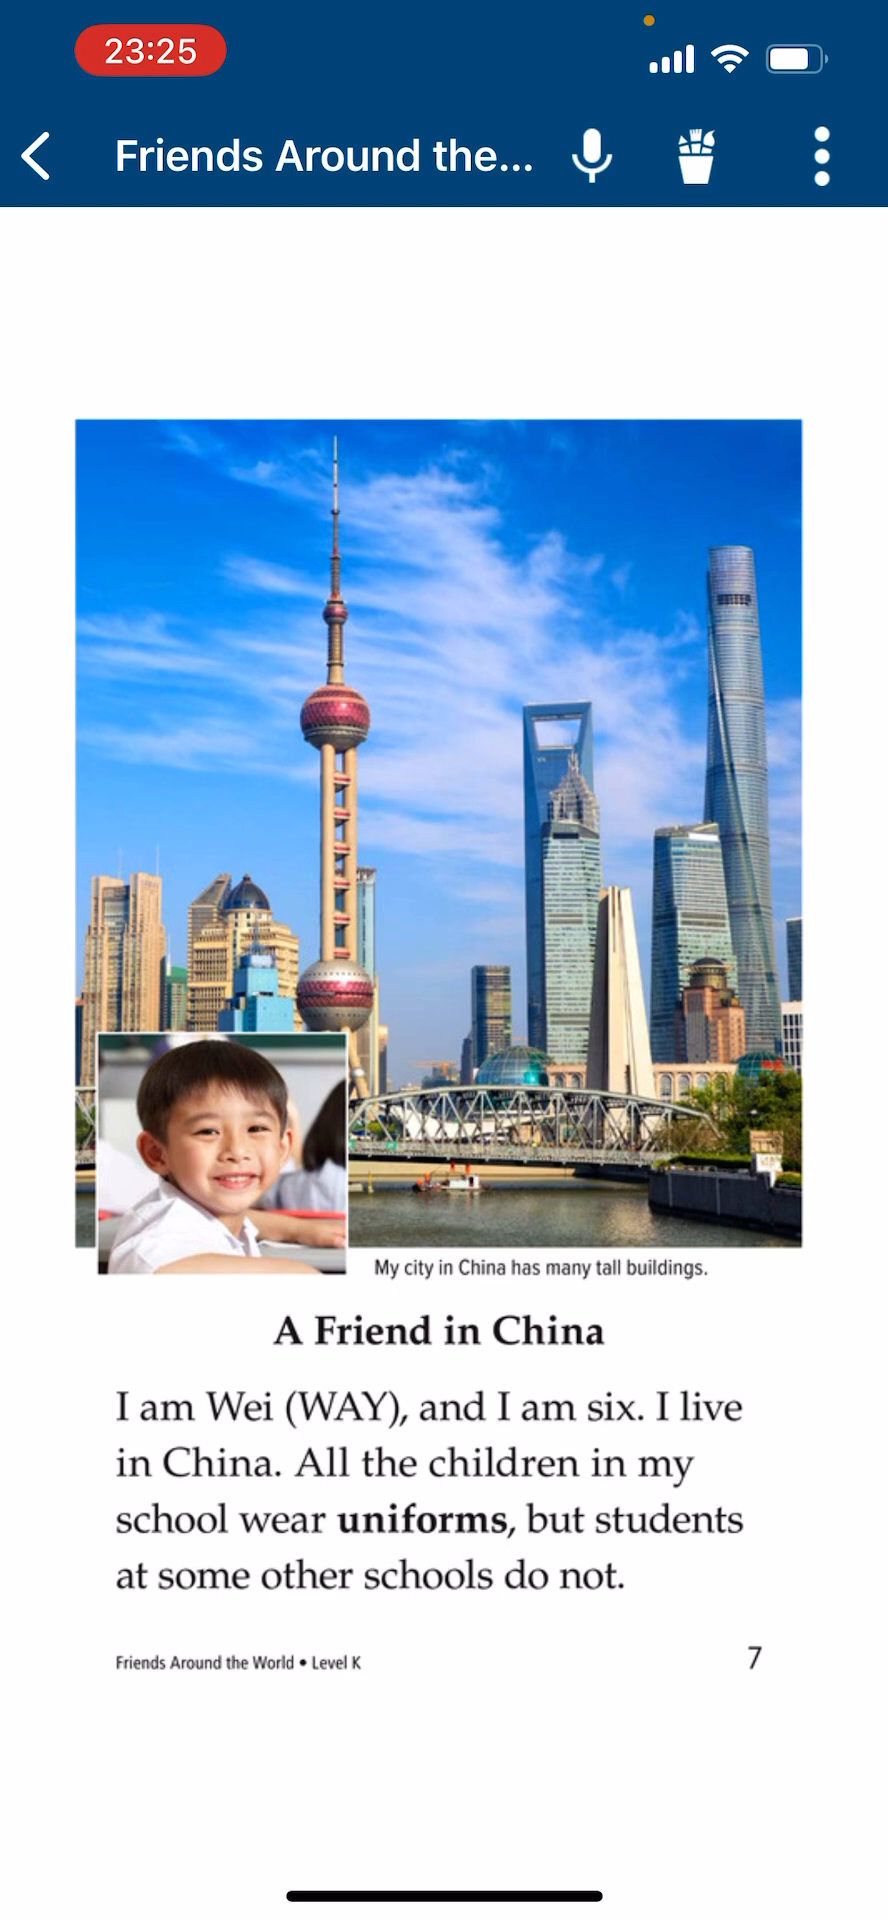 23:25
Friends Around the...
My city in China has many tall buildings.
A Friend in China
I am Wei (WAY), and I am six. I live
in China. All the children in my
school wear uniforms, but students
at some other schools do not.
Friends Around the World • Level K
7